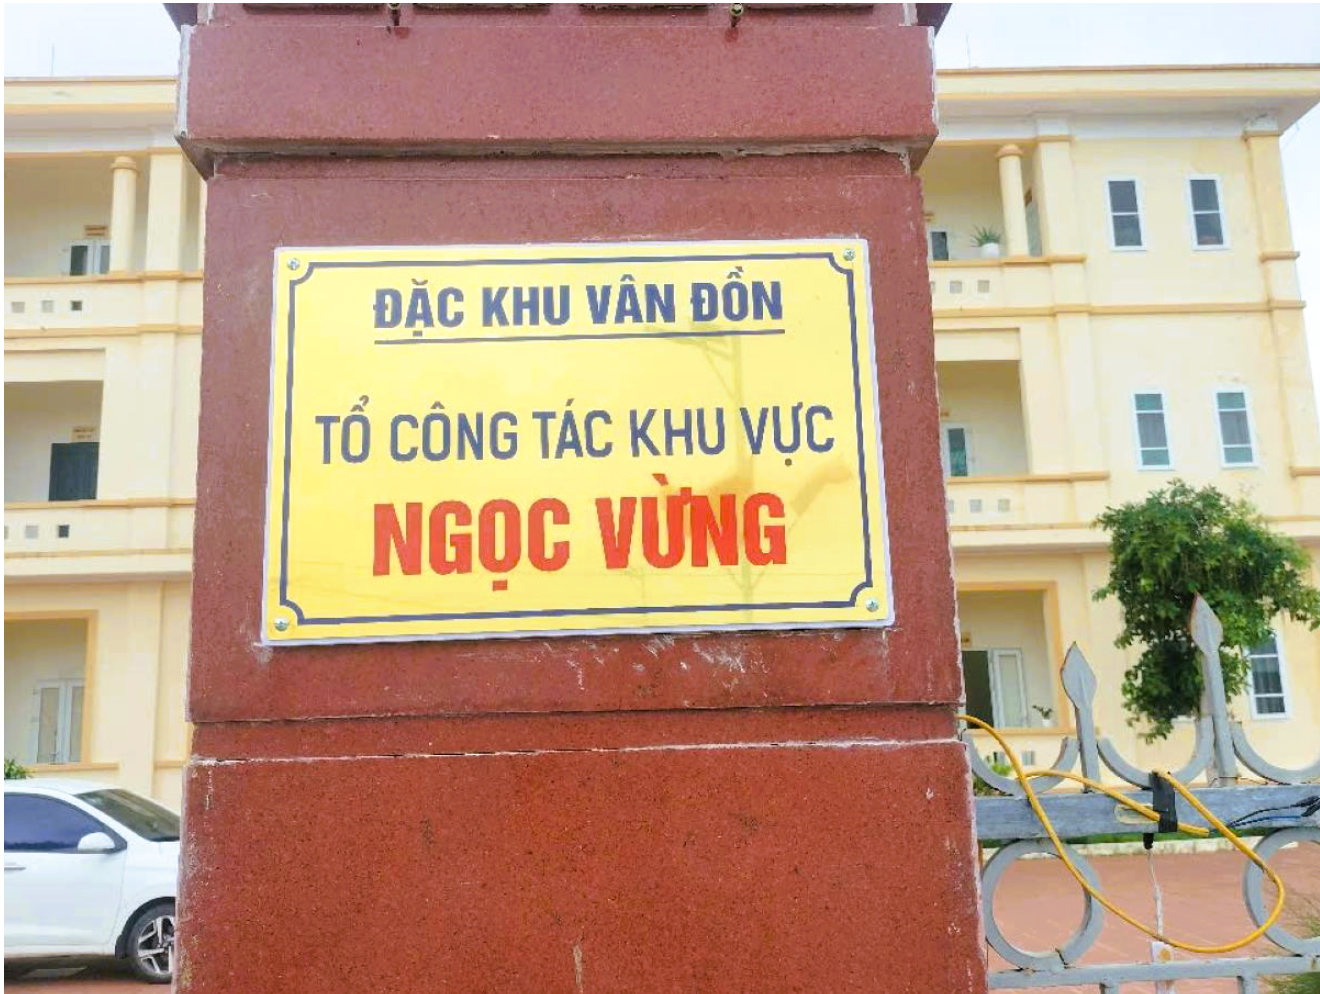 ĐẶC KHU VÂN ĐỒN
TỔ CÔNG TÁC KHU VỰC
NGỌC VỪNG